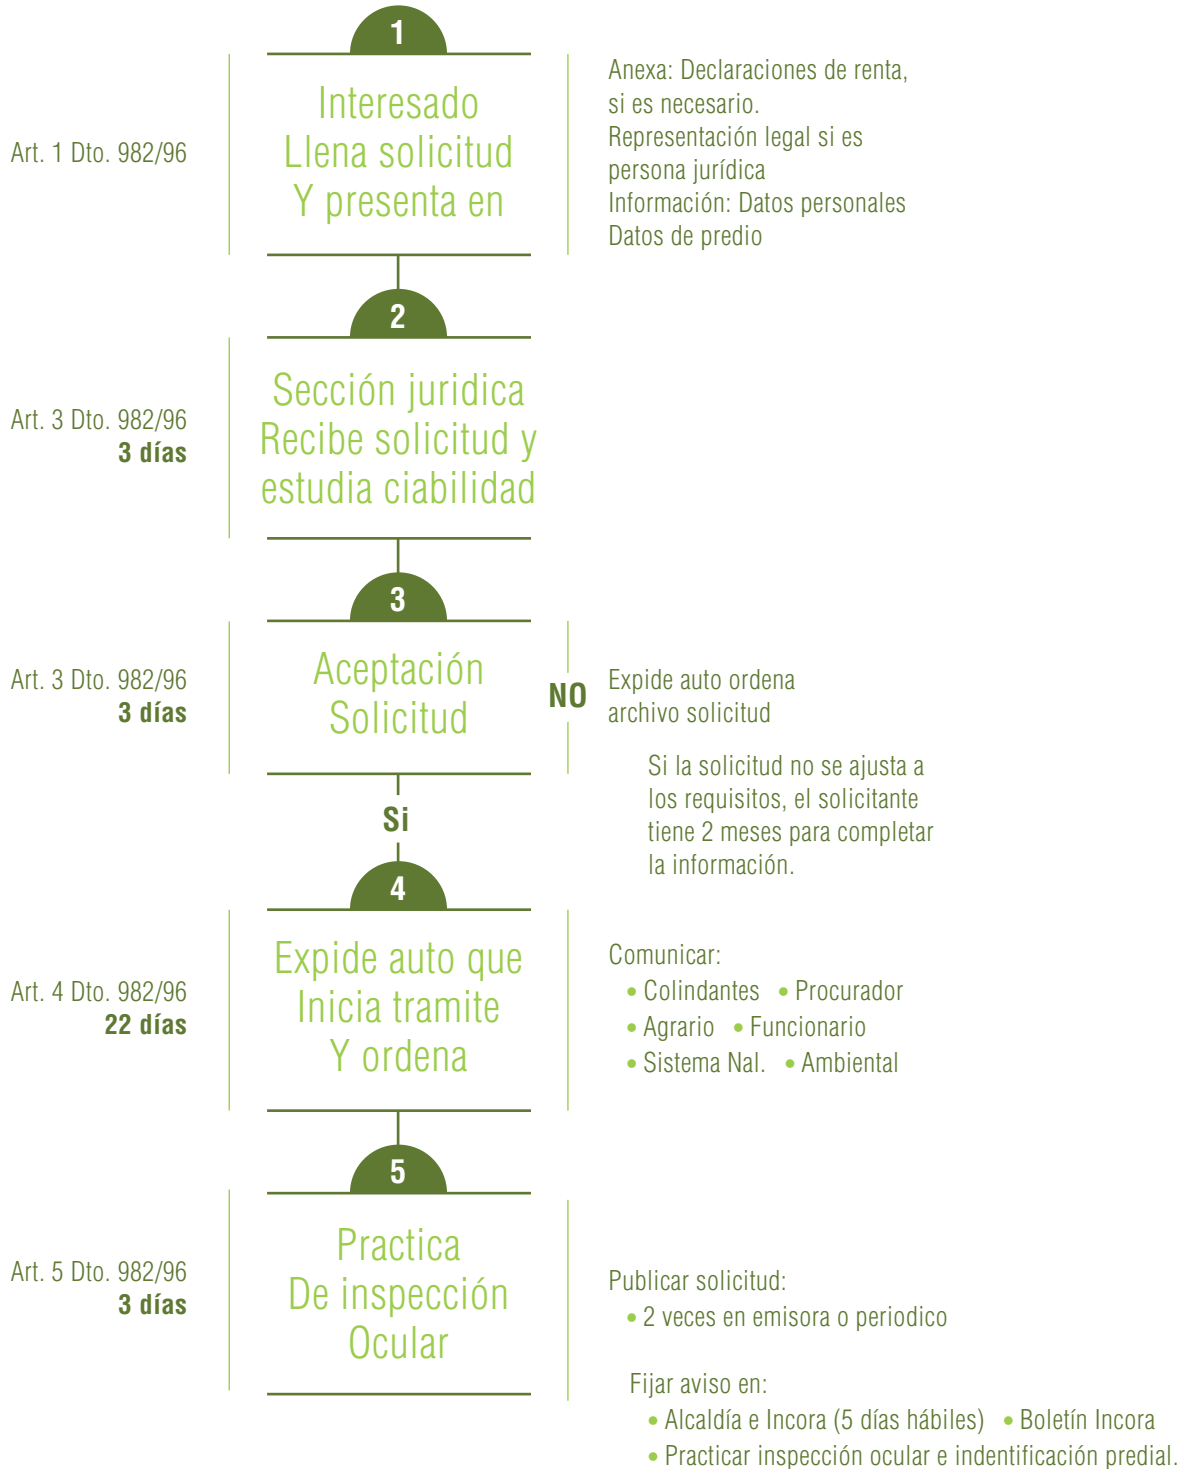 1
Art. 1 Dto. 982/96
Interesado
Llena solicitud
Y presenta en
Anexa: Declaraciones de renta,
si es necesario.
Representación legal si es
persona jurídica
Información: Datos personales
Datos de predio
2
Art. 3 Dto. 982/96
3 días
Sección juridica
Recibe solicitud y
estudia ciabilidad
3
Art. 3 Dto. 982/96
3 días
Aceptación
Solicitud
NO
Expide auto ordena
archivo solicitud
Si la solicitud no se ajusta a
los requisitos, el solicitante
tiene 2 meses para completar
la información.
Si
4
Art. 4 Dto. 982/96
22 días
Expide auto que
Inicia tramite
Y ordena
Comunicar:
• Colindantes • Procurador
• Agrario • Funcionario
• Sistema Nal. • Ambiental
5
Art. 5 Dto. 982/96
3 días
Practica
De inspección
Ocular
Publicar solicitud:
• 2 veces en emisora o periodico
Fijar aviso en:
• Alcaldía e Incora (5 días hábiles) • Boletín Incora
• Practicar inspección ocular e indentificación predial.